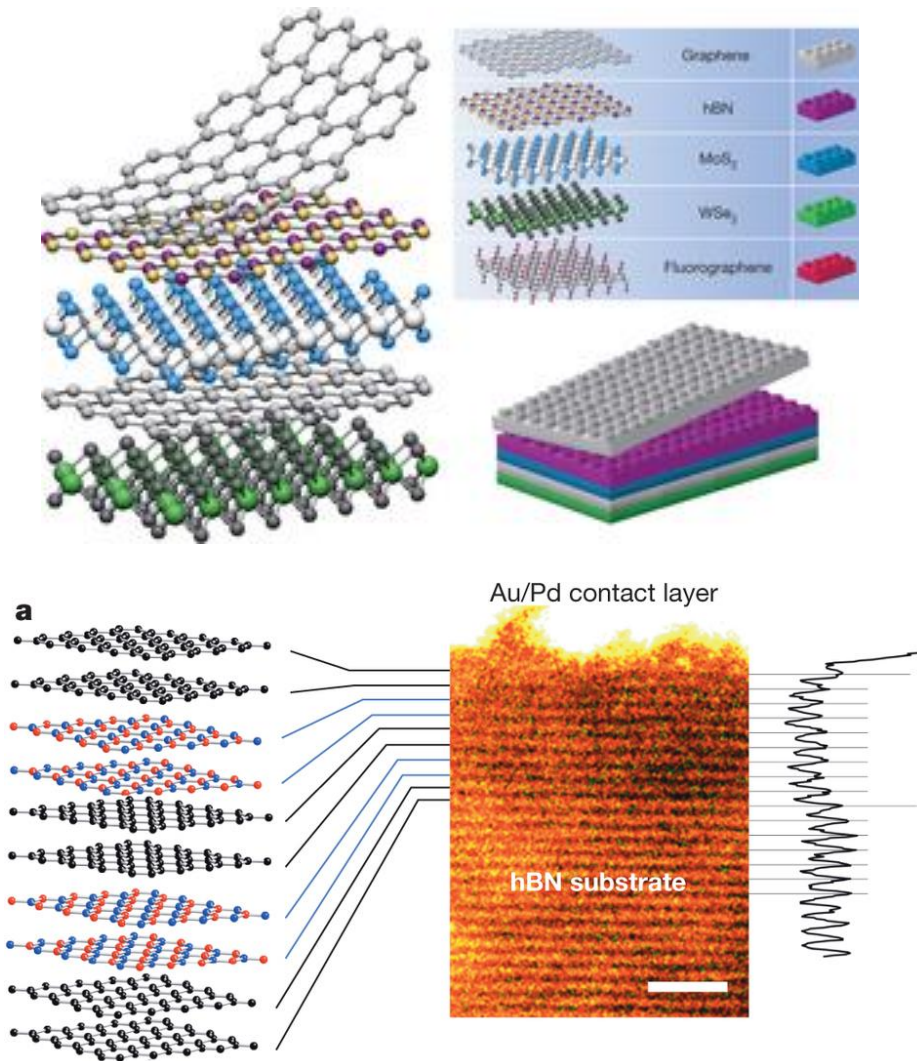 Graphene
hBN
MoS₂
WSe₂
Fluorographene
a
Au/Pd contact layer
hBN substrate